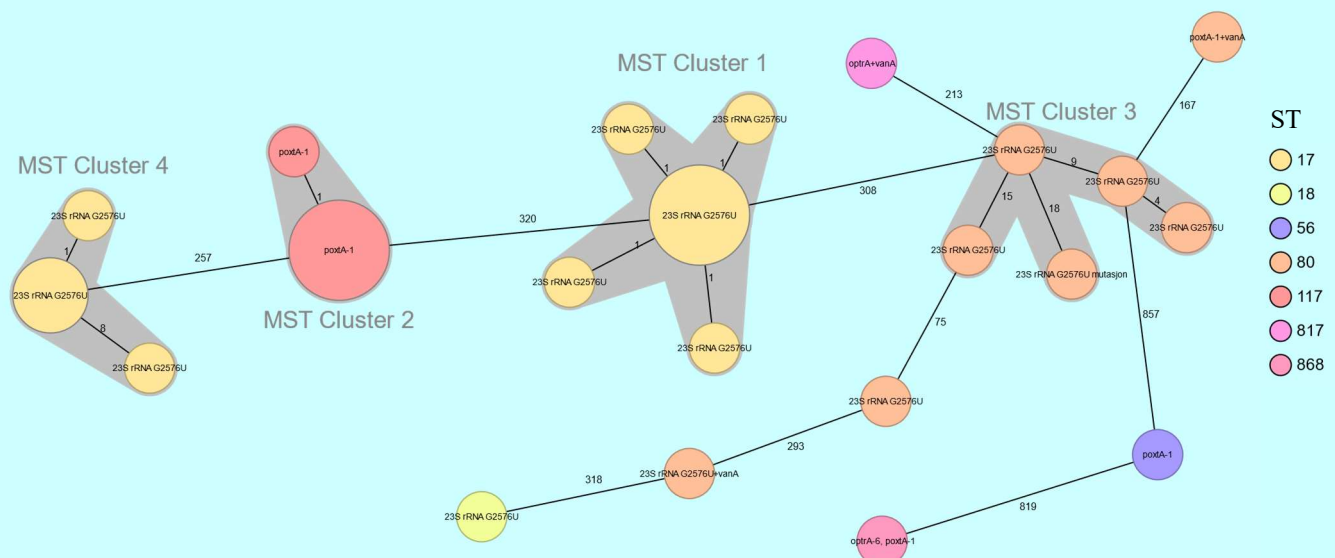 poxtA-1+vanA
optrA+vanA
MST Cluster 1
213
167
MST Cluster 3
ST
23S rRNA G2576U
23S rRNA G2576U
poxtA-1
MST Cluster 4
23S rRNA G2576U
9
17
1
1
23S rRNA G2576U
18
1
308
15
18
4
56
23S rRNA G2576U
23S rRNA G2576U
320
23S rRNA G2576U
1
poxtA-1
1
23S rRNA G2576U
80
257
23S rRNA G2576U
23S rRNA G2576U mutasjon
1
23S rRNA G2576U
117
23S rRNA G2576U
MST Cluster 2
75
857
817
8
23S rRNA G2576U
23S rRNA G2576U
868
23S rRNA G2576U
293
poxtA-1
23S rRNA G2576U+vanA
318
819
23S rRNA G2576U
optrA-6, poxtA-1